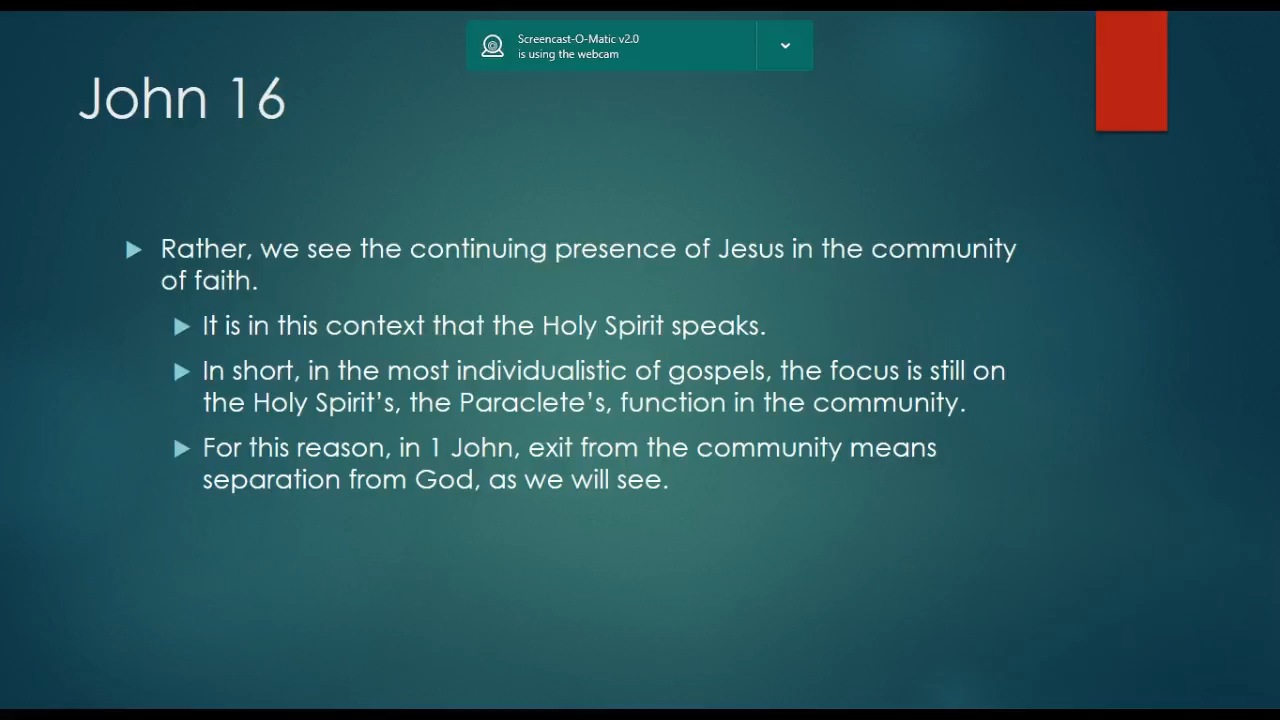 Screencast-O-Matic v2.0
is using the webcam
John 16
Rather, we see the continuing presence of Jesus in the community
of faith.
It is in this context that the Holy Spirit speaks.
In short, in the most individualistic of gospels, the focus is still on
the Holy Spirit’s, the Paraclete’s, function in the community.
For this reason, in 1 John, exit from the community means
separation from God, as we will see.